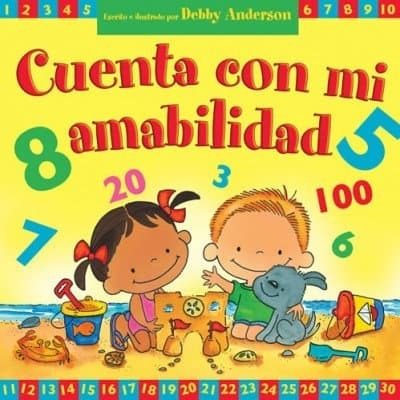 1 2 3 4 5 Escrito e ilustrado por Debby Anderson 6 7 8 9 10
Cuenta con mi
amabilidad
8 5
20 3 100
7 6
11 12 13 14 15 16 17 18 19 20 21 22 23 24 25 26 27 28 29 30